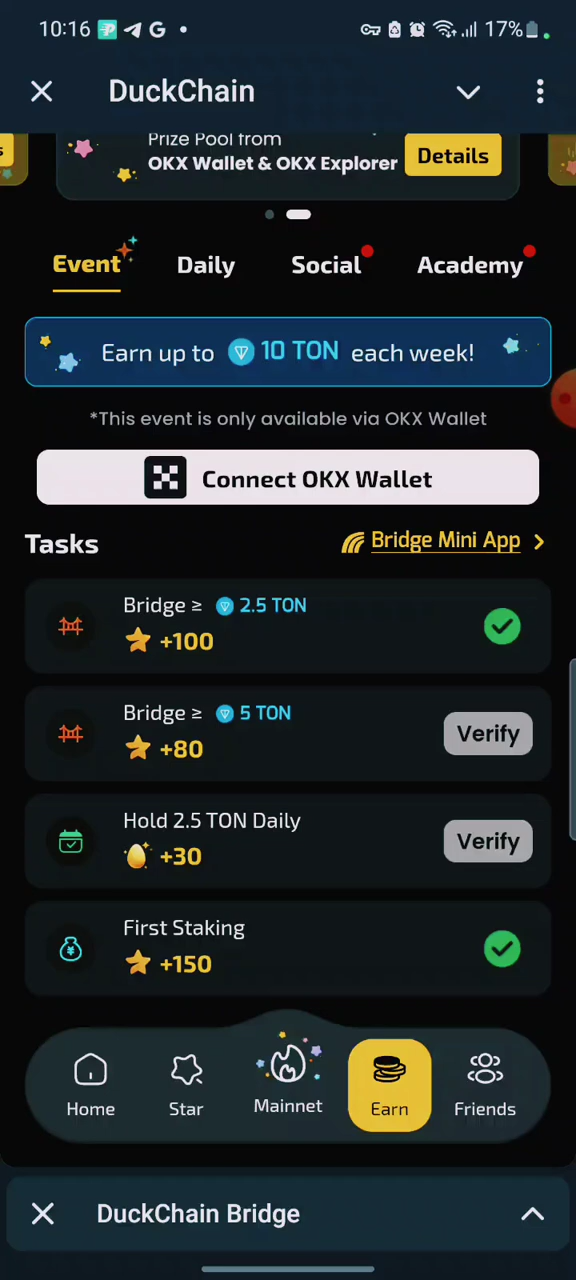 10:16
17%
DuckChain
Prize Pool from
OKX Wallet & OKX Explorer
Details
Event
Daily
Social
Academy
Earn up to 10 TON each week!
*This event is only available via OKX Wallet
Connect OKX Wallet
Tasks
Bridge Mini App
Bridge ≥ 2.5 TON
+100
Bridge ≥ 5 TON
+80
Verify
Hold 2.5 TON Daily
+30
Verify
First Staking
+150
Home
Star
Mainnet
Earn
Friends
DuckChain Bridge